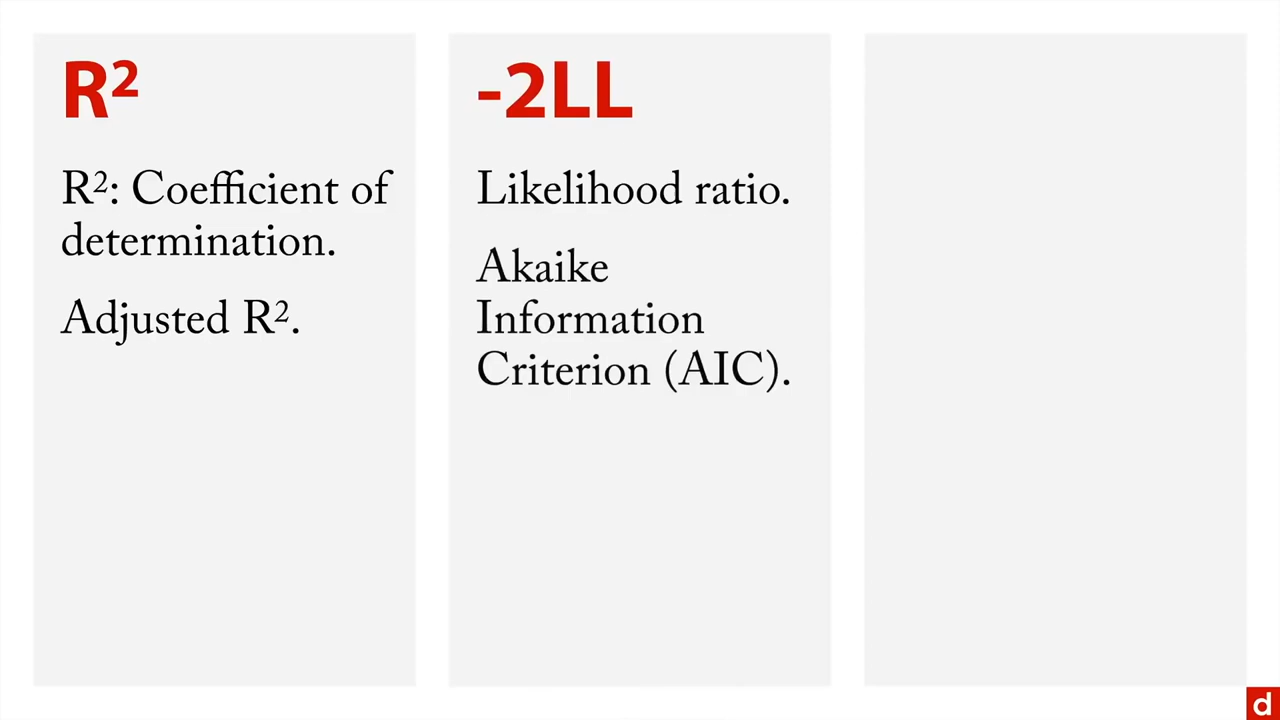 R²
R²: Coefficient of
determination.
Adjusted R².
-2LL
Likelihood ratio.
Akaike
Information
Criterion (AIC).
d